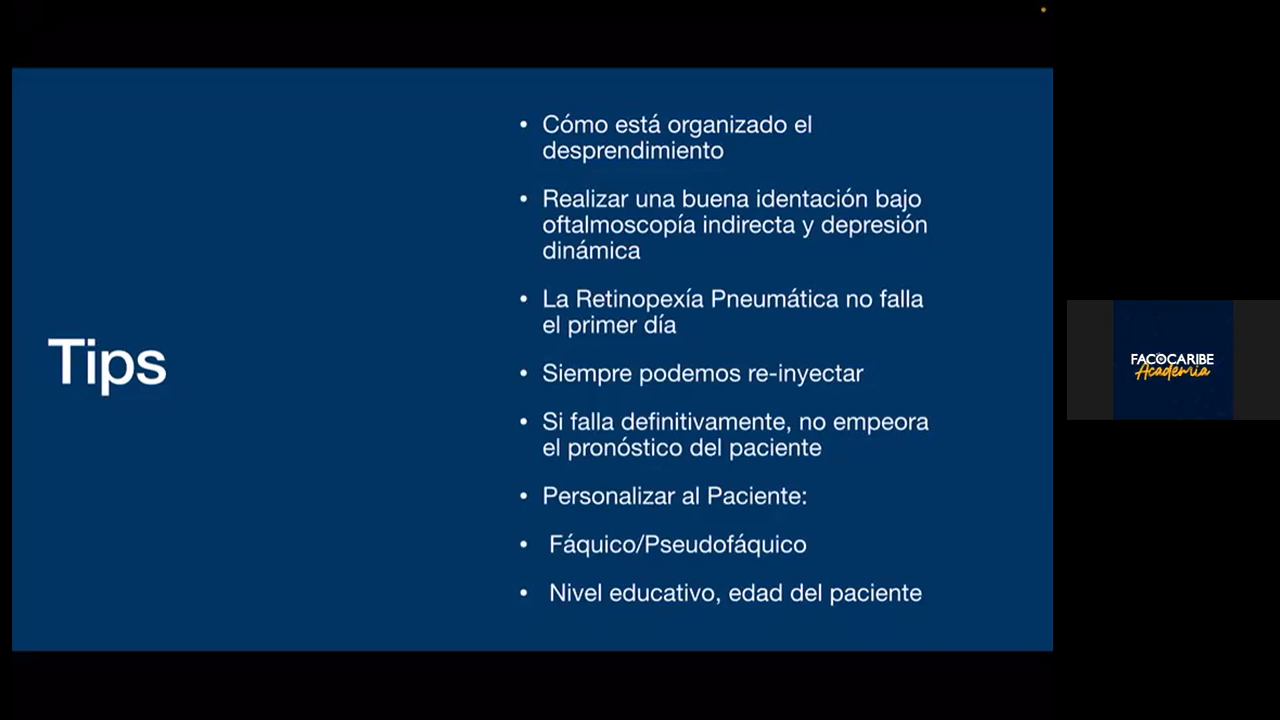 Tips
• Cómo está organizado el
desprendimiento
• Realizar una buena identación bajo
oftalmoscopía indirecta y depresión
dinámica
• La Retinopexía Pneumática no falla
el primer día
• Siempre podemos re-inyectar
• Si falla definitivamente, no empeora
el pronóstico del paciente
• Personalizar al Paciente:
• Fáquico/Pseudofáquico
• Nivel educativo, edad del paciente
FACOCARIBE
Academia